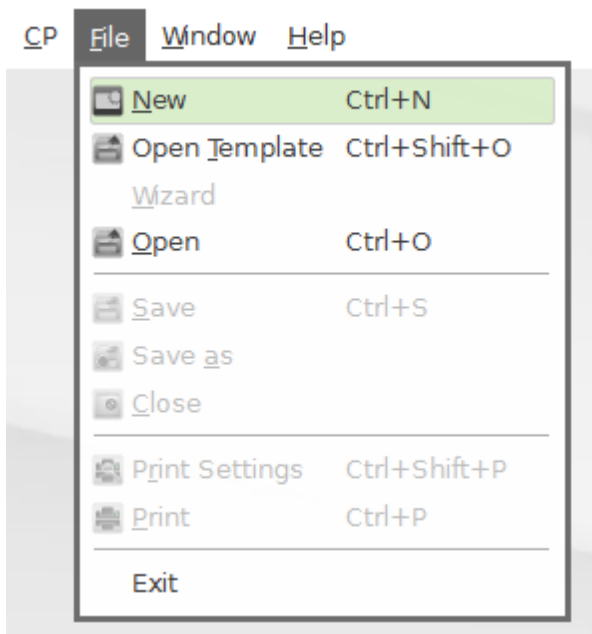 CP File Window Help
New Ctrl+N
Open Template Ctrl+Shift+O
Wizard
Open Ctrl+O
Save Ctrl+S
Save as
Close
Print Settings Ctrl+Shift+P
Print Ctrl+P
Exit